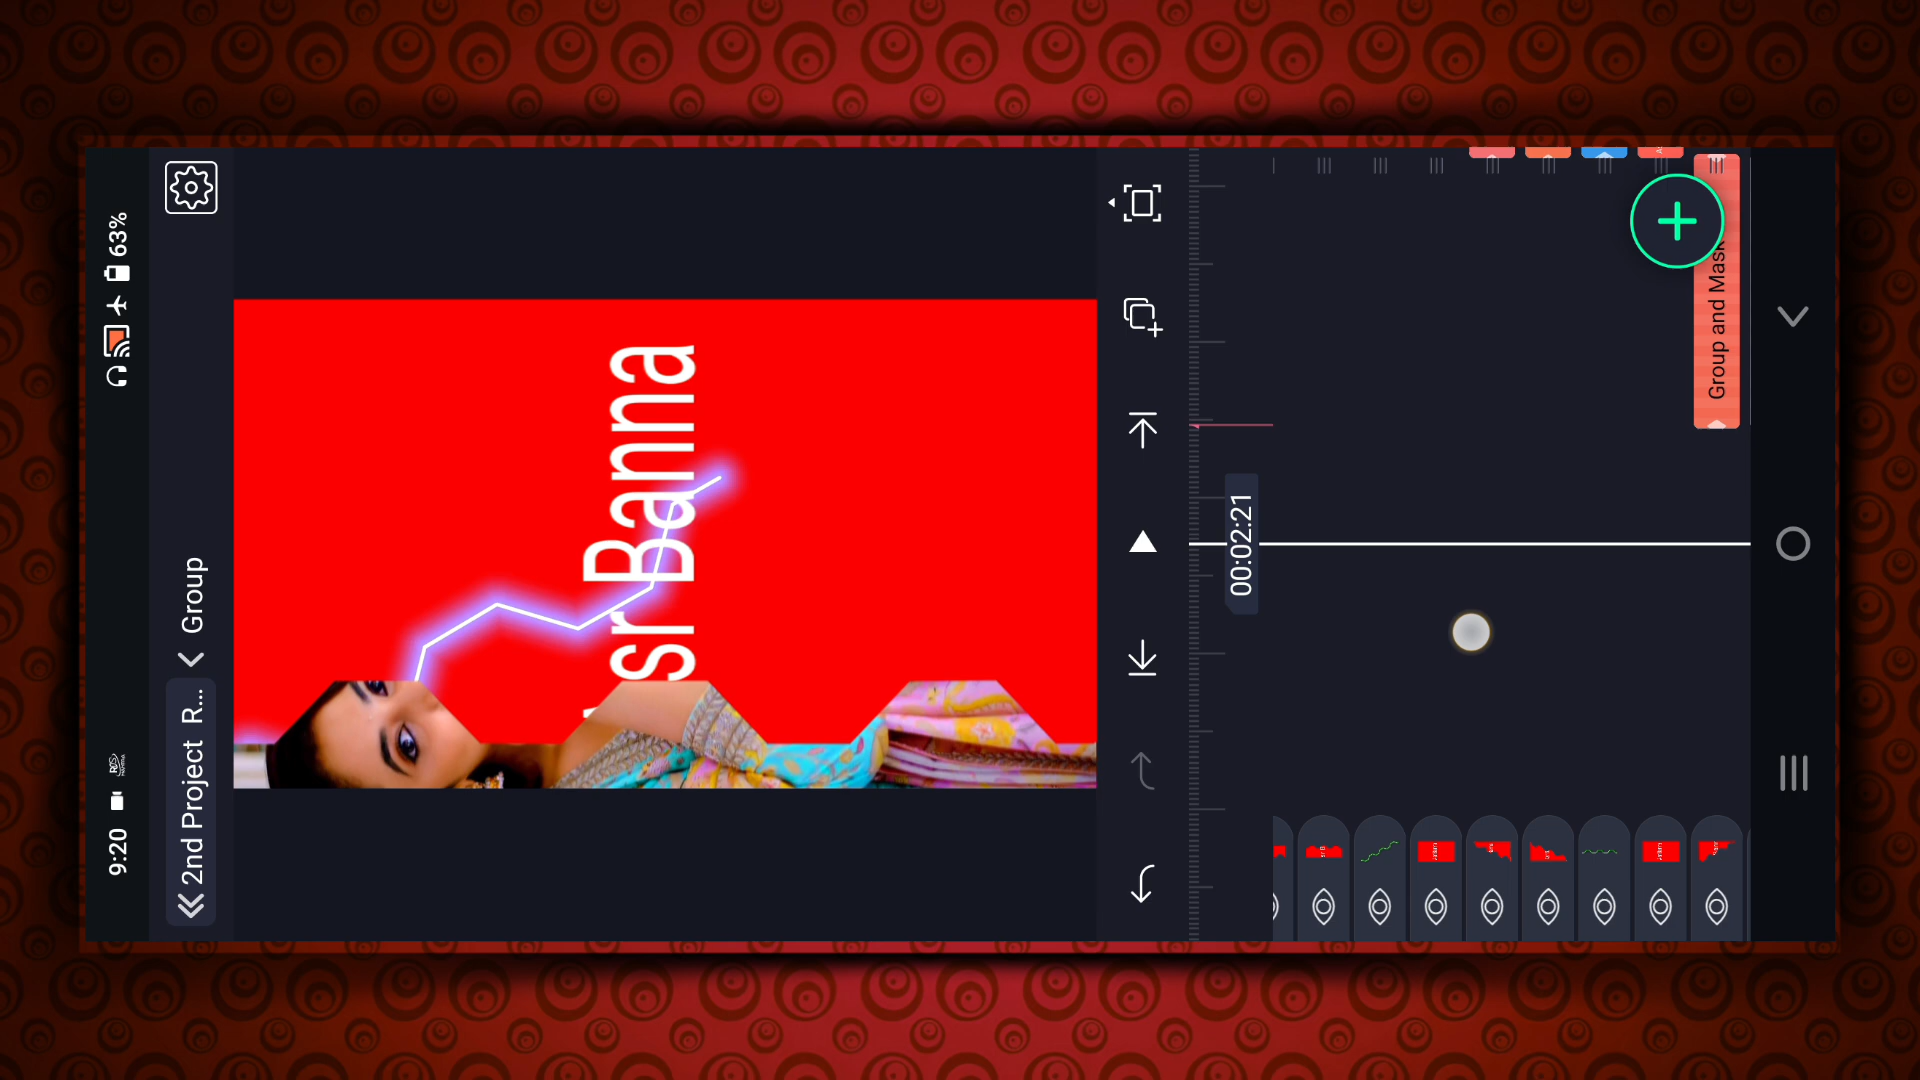 9:20
63%
2nd Project R...
Group
sr Banna
00:02:21
Group and Mask